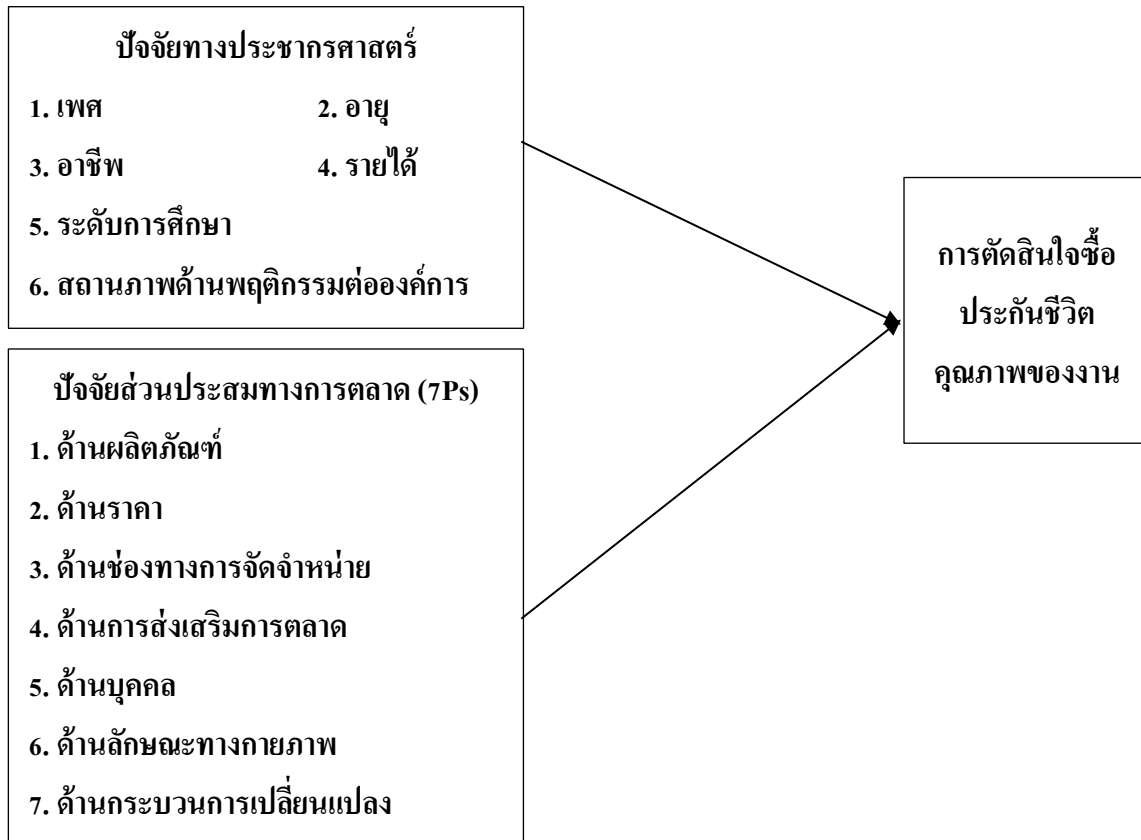 ปัจจัยทางประชากรศาสตร์
1. เพศ 2. อายุ
3. อาชีพ 4. รายได้
5. ระดับการศึกษา
6. สถานภาพด้านพฤติกรรมต่อองค์การ
ปัจจัยส่วนประสมทางการตลาด (7Ps)
1. ด้านผลิตภัณฑ์
2. ด้านราคา
3. ด้านช่องทางการจัดจำหน่าย
4. ด้านการส่งเสริมการตลาด
5. ด้านบุคคล
6. ด้านลักษณะทางกายภาพ
7. ด้านกระบวนการเปลี่ยนแปลง
การตัดสินใจซื้อ
ประกันชีวิต
คุณภาพของงาน